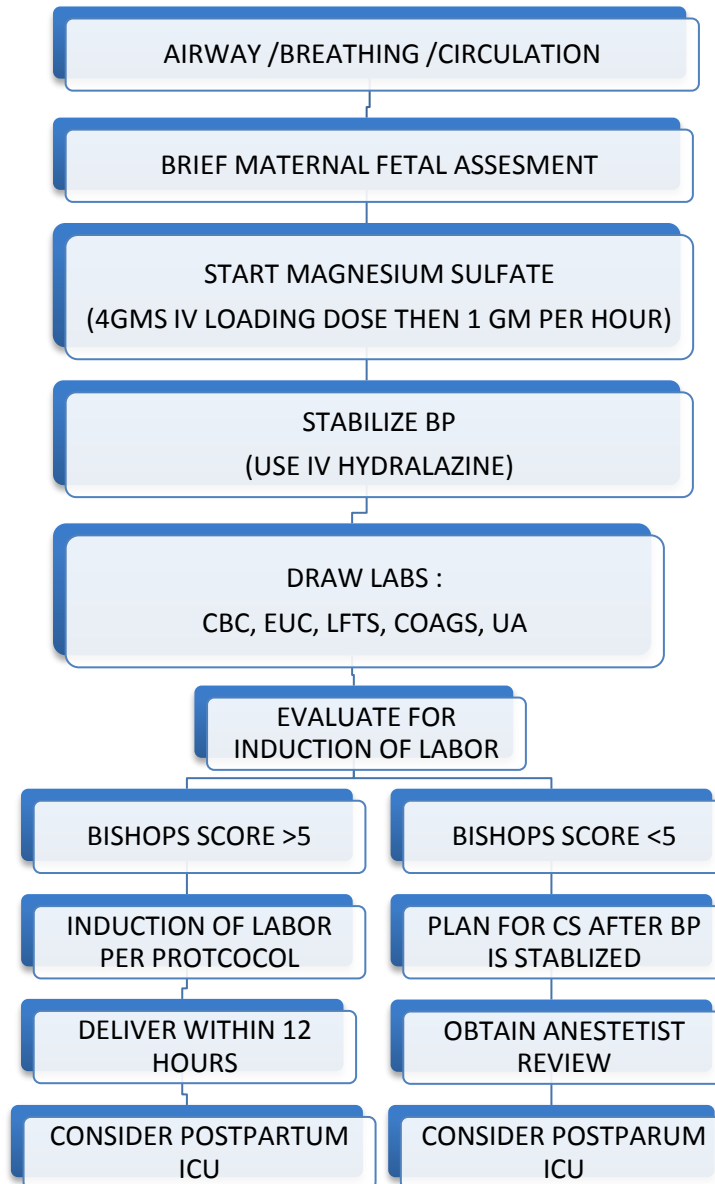 AIRWAY /BREATHING /CIRCULATION
BRIEF MATERNAL FETAL ASSESMENT
START MAGNESIUM SULFATE
(4GMS IV LOADING DOSE THEN 1 GM PER HOUR)
STABILIZE BP
(USE IV HYDRALAZINE)
DRAW LABS :
CBC, EUC, LFTS, COAGS, UA
EVALUATE FOR
INDUCTION OF LABOR
BISHOPS SCORE >5
INDUCTION OF LABOR
PER PROTCOCOL
DELIVER WITHIN 12
HOURS
CONSIDER POSTPARTUM
ICU
BISHOPS SCORE <5
PLAN FOR CS AFTER BP
IS STABLIZED
OBTAIN ANESTETIST
REVIEW
CONSIDER POSTPARUM
ICU